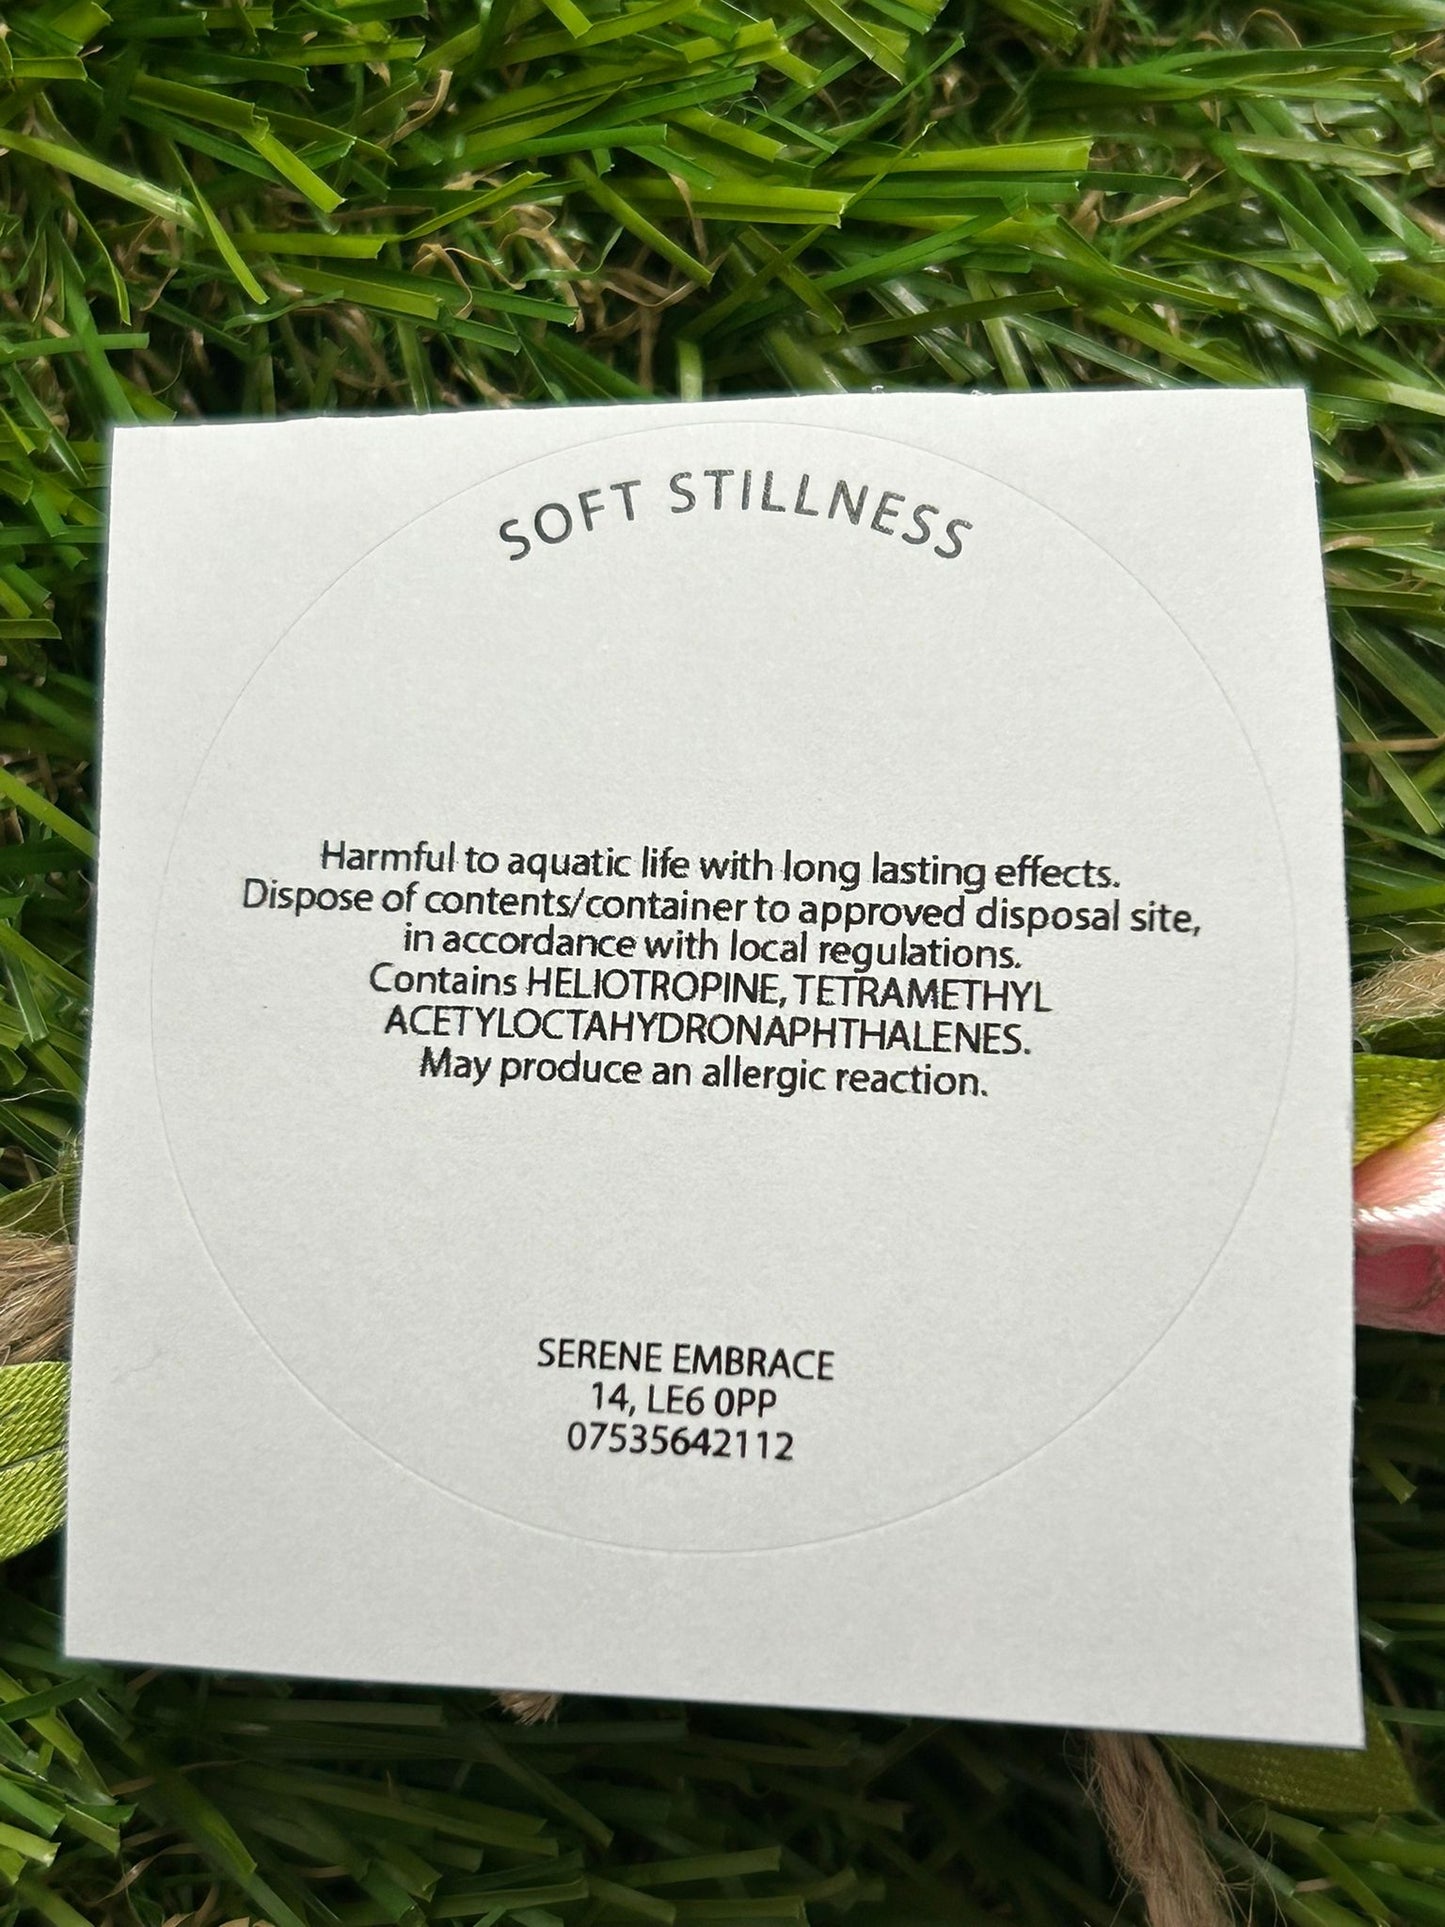 SOFT STILLNESS
Harmful to aquatic life with long lasting effects.
Dispose of contents/container to approved disposal site,
in accordance with local regulations.
Contains HELIOTROPINE, TETRAMETHYL
ACETYLOCTAHYDRONAPHTHALENES.
May produce an allergic reaction.
SERENE EMBRACE
14, LE6 0PP
07535642112